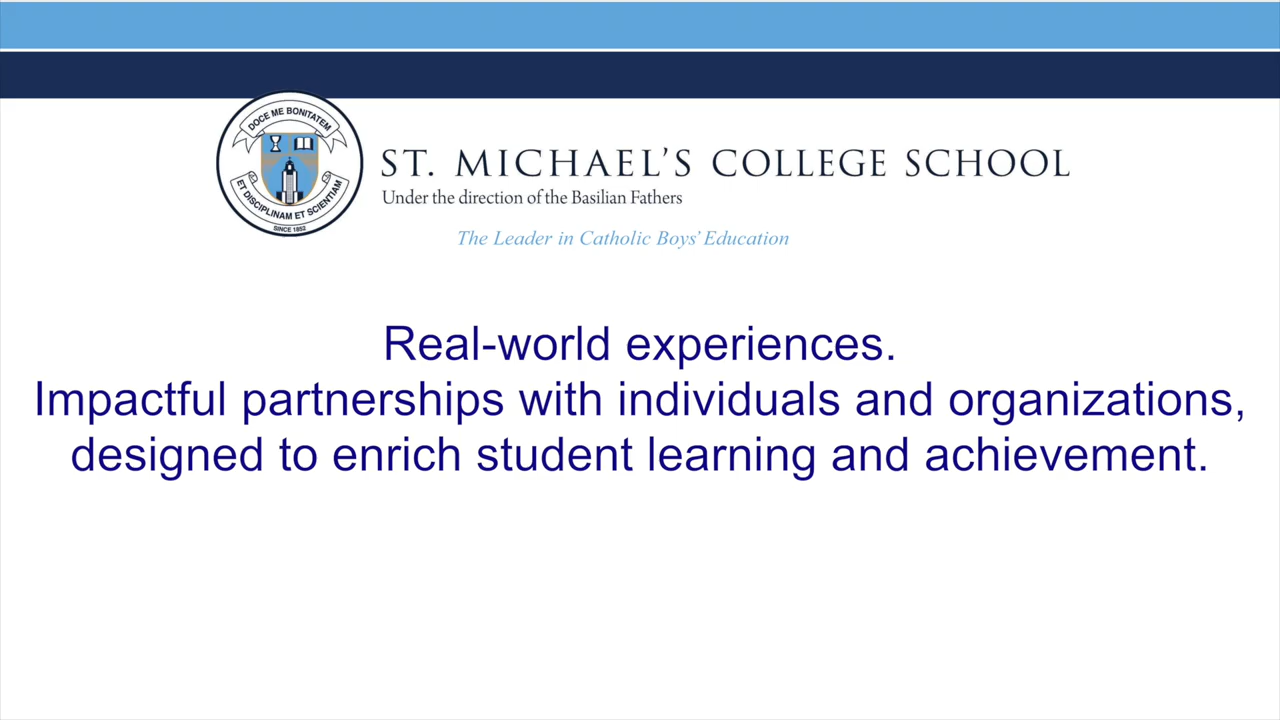 DOCE ME BONITATEM
ET DISCIPLINAM ET SCIENTIAM
SINCE 1852
ST. MICHAEL'S COLLEGE SCHOOL
Under the direction of the Basilian Fathers
The Leader in Catholic Boys' Education
Real-world experiences.
Impactful partnerships with individuals and organizations,
designed to enrich student learning and achievement.